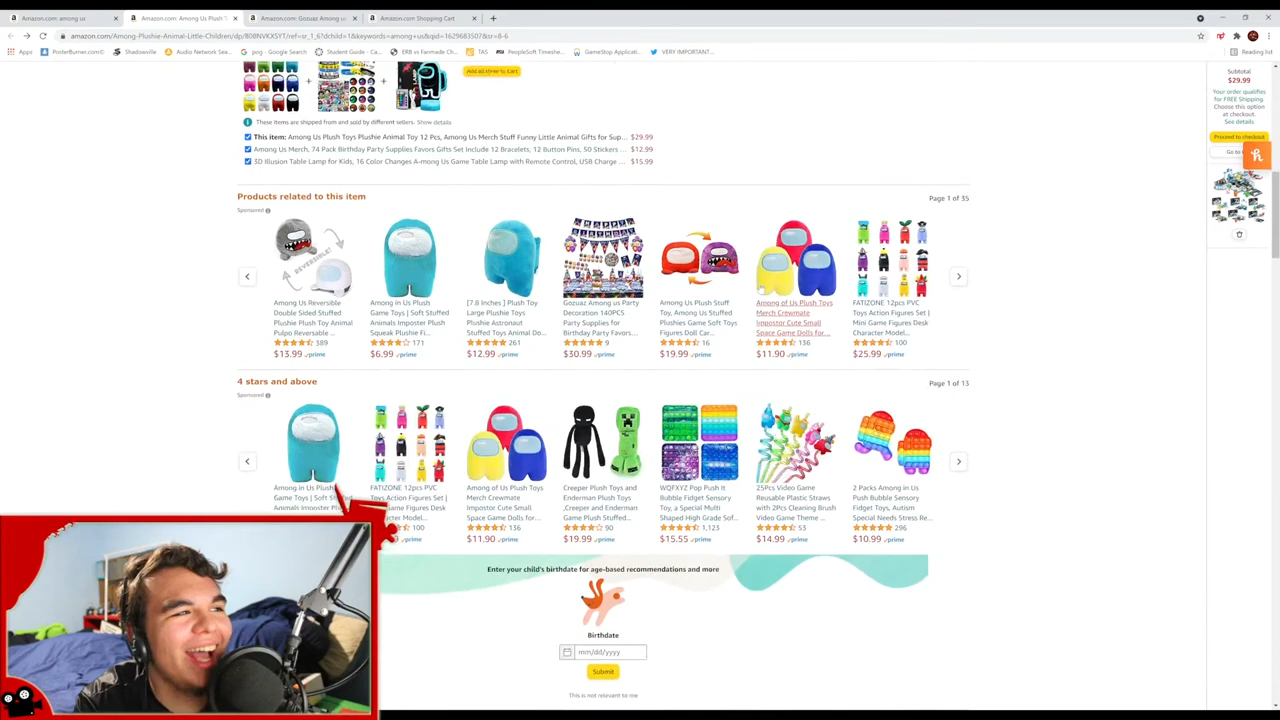 Amazon.com: among us
Amazon.com: Among Us Plush T
Amazon.com: Gozuaz Among us
Amazon.com Shopping Cart
amazon.com/Among-Plushie-Animal-Little-Children/dp/B08NVKXSYT/ref=sr_1_6?dchild=1&keywords=among+us&qid=1629683507&sr=8-6
Apps PosterBurner.com© Shadowville Audio Network Sea... pog - Google Search Student Guide - Ca... ERB vs Fanmade Ch... TAS PeopleSoft Timeshe... GameStop Applicati... VERY IMPORTANT... Reading list
Add all three to Cart
These items are shipped from and sold by different sellers. Show details
This item: Among Us Plush Toys Plushie Animal Toy 12 Pcs, Among Us Merch Stuff Funny Little Animal Gifts for Sup... $29.99
Among Us Merch, 74 Pack Birthday Party Supplies Favors Gifts Set Include 12 Bracelets, 12 Button Pins, 50 Stickers ... $12.99
3D Illusion Table Lamp for Kids, 16 Color Changes A-mong Us Game Table Lamp with Remote Control, USB Charge ... $15.99
Subtotal
$29.99
Your order qualifies
for FREE Shipping.
Choose this option
at checkout.
See details
Proceed to checkout
Go to
Products related to this item
Page 1 of 35
Sponsored
REVERSIBLE
Among Us Reversible
Double Sided Stuffed
Plushie Plush Toy Animal
Pulpo Reversible ...
389
$13.99 prime
Among in Us Plush
Game Toys | Soft Stuffed
Animals Imposter Plush
Squeak Plushie Fi...
171
$6.99 prime
[7.8 Inches ] Plush Toy
Large Plushie Toys
Plushie Astronaut
Stuffed Toys Animal Do...
261
$12.99 prime
Gozuaz Among us Party
Decoration 140PCS
Party Supplies for
Birthday Party Favors...
9
$30.99 prime
Among Us Plush Stuff
Toy, Among Us Stuffed
Plushies Game Soft Toys
Figures Doll Car...
16
$19.99 prime
Among of Us Plush Toys
Merch Crewmate
Impostor Cute Small
Space Game Dolls for...
136
$11.90 prime
FATIZONE 12pcs PVC
Toys Action Figures Set |
Mini Game Figures Desk
Character Model...
100
$25.99 prime
4 stars and above
Page 1 of 13
Sponsored
Among in Us Plush
Game Toys | Soft Stuffed
Animals Imposter Plush
FATIZONE 12pcs PVC
Toys Action Figures Set |
Game Figures Desk
Character Model...
100
prime
Among of Us Plush Toys
Merch Crewmate
Impostor Cute Small
Space Game Dolls for...
136
$11.90 prime
Creeper Plush Toys and
Enderman Plush Toys
,Creeper and Enderman
Game Plush Stuffed...
90
$19.99 prime
WQFXYZ Pop Push It
Bubble Fidget Sensory
Toy, a Special Multi
Shaped High Grade Sof...
1,123
$15.55 prime
25Pcs Video Game
Reusable Plastic Straws
with 2Pcs Cleaning Brush
Video Game Theme ...
53
$14.99 prime
2 Packs Among in Us
Push Bubble Sensory
Fidget Toys, Autism
Special Needs Stress Re...
296
$10.99 prime
Enter your child's birthdate for age-based recommendations and more
Birthdate
mm/dd/yyyy
Submit
This is not relevant to me